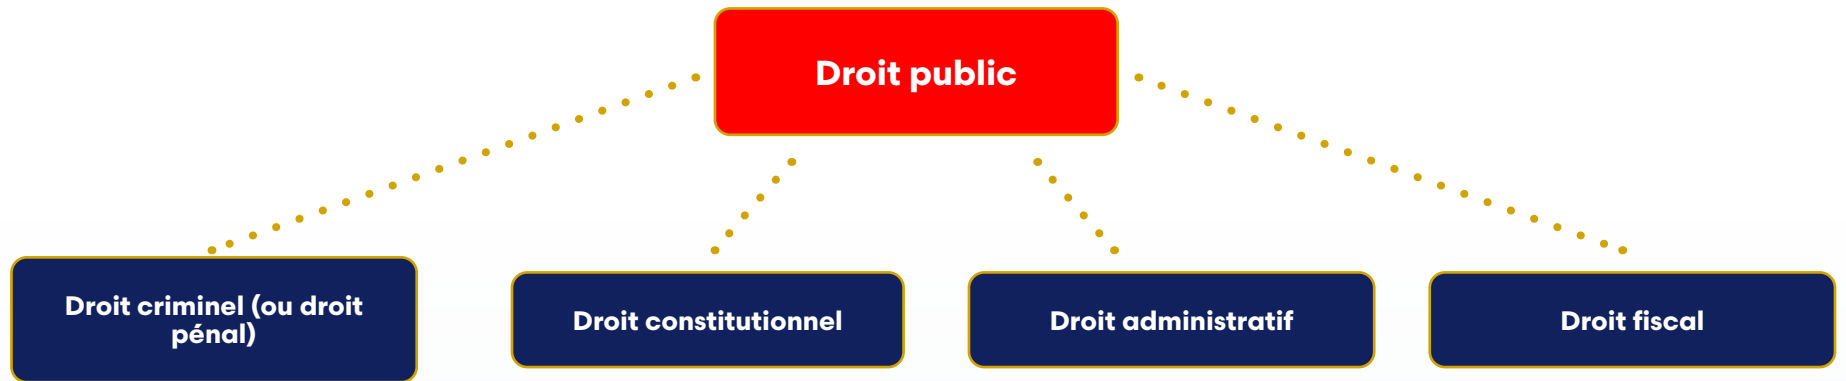 Droit public
Droit criminel (ou droit
pénal)
Droit constitutionnel
Droit administratif
Droit fiscal